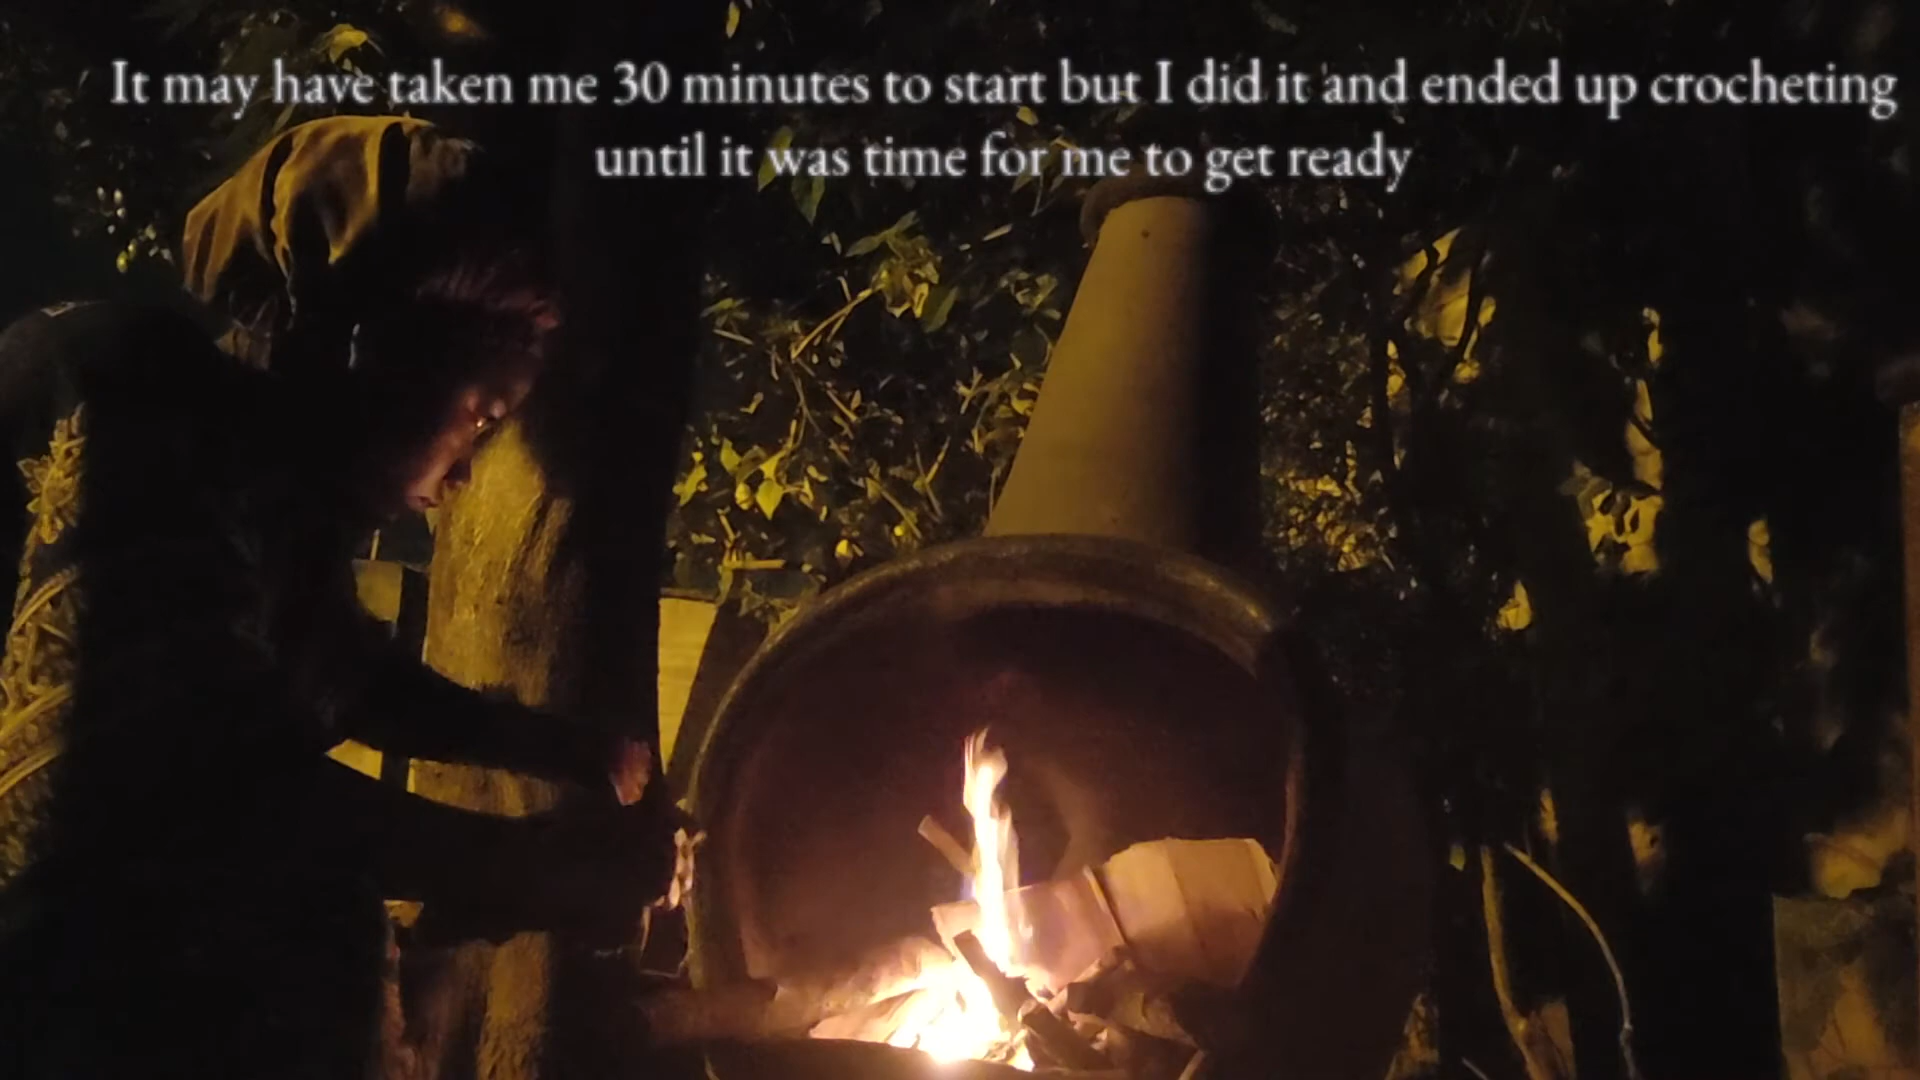 It may have taken me 30 minutes to start but I did it and ended up crocheting
until it was time for me to get ready